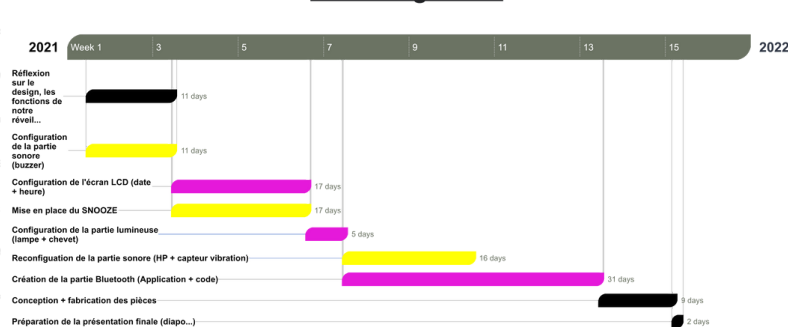 2021
Week 1 3 5 7 9 11 13 15
2022
Réflexion
sur le
design, les
fonctions de
notre
réveil...
11 days
Configuration
de la partie
sonore
(buzzer)
11 days
Configuration de l'écran LCD (date
+ heure)
17 days
Mise en place du SNOOZE
17 days
Configuration de la partie lumineuse
(lampe + chevet)
5 days
Reconfiguation de la partie sonore (HP + capteur vibration)
16 days
Création de la partie Bluetooth (Application + code)
31 days
Conception + fabrication des pièces
9 days
Préparation de la présentation finale (diapo...)
2 days